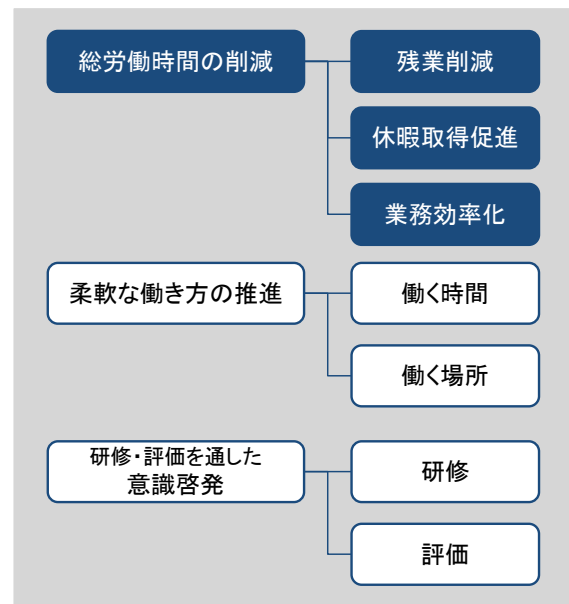 総労働時間の削減
残業削減
休暇取得促進
業務効率化
柔軟な働き方の推進
働く時間
働く場所
研修・評価を通した
意識啓発
研修
評価